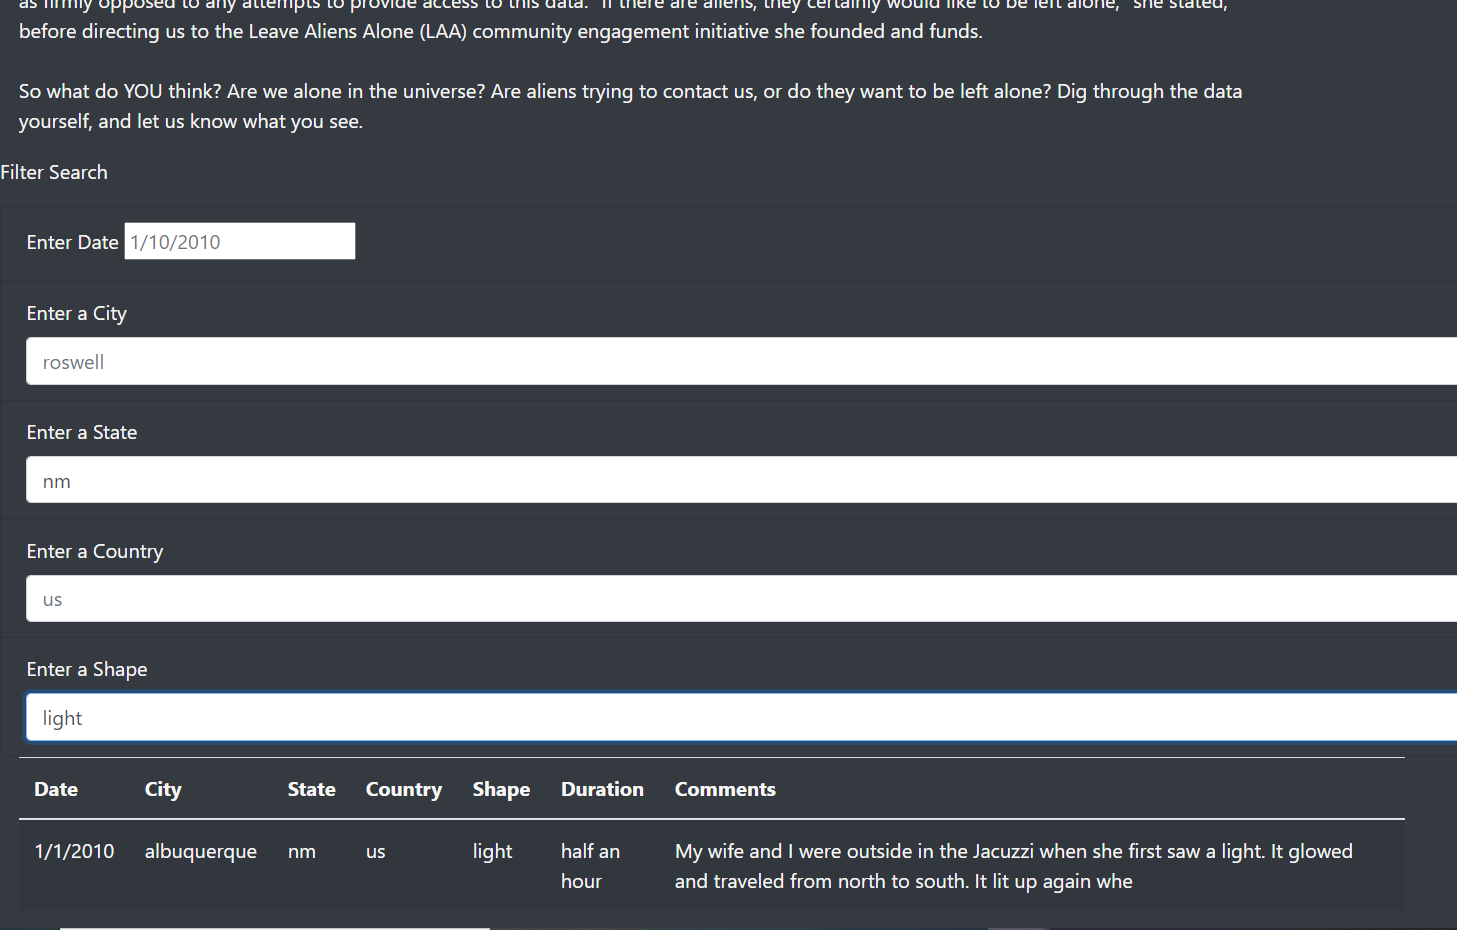 as firmly opposed to any attempts to provide access to this data. "If there are aliens, they certainly would like to be left alone," she stated,
before directing us to the Leave Aliens Alone (LAA) community engagement initiative she founded and funds.
So what do YOU think? Are we alone in the universe? Are aliens trying to contact us, or do they want to be left alone? Dig through the data
yourself, and let us know what you see.
Filter Search
Enter Date 1/10/2010
Enter a City
roswell
Enter a State
nm
Enter a Country
us
Enter a Shape
light
Date City State Country Shape Duration Comments
1/1/2010 albuquerque nm us light half an My wife and I were outside in the Jacuzzi when she first saw a light. It glowed
hour and traveled from north to south. It lit up again whe